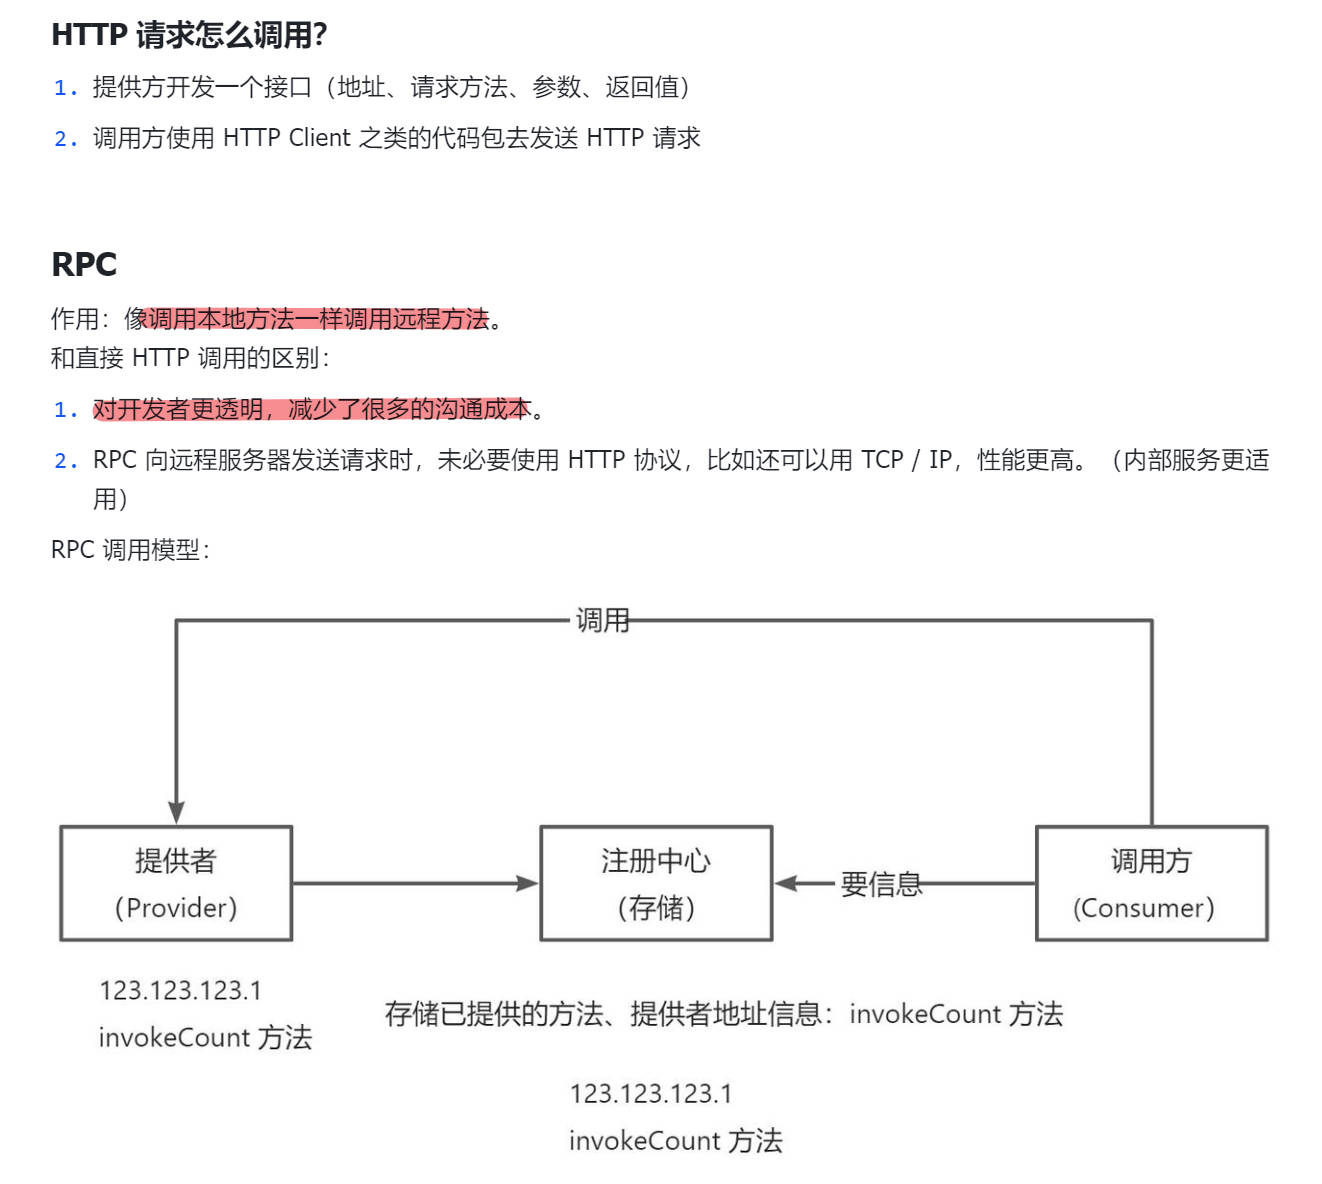 HTTP 请求怎么调用？
1. 提供方开发一个接口（地址、请求方法、参数、返回值）
2. 调用方使用 HTTP Client 之类的代码包去发送 HTTP 请求
RPC
作用：像调用本地方法一样调用远程方法。
和直接 HTTP 调用的区别：
1. 对开发者更透明，减少了很多的沟通成本。
2. RPC 向远程服务器发送请求时，未必要使用 HTTP 协议，比如还可以用 TCP / IP，性能更高。（内部服务更适
用）
RPC 调用模型：
调用
提供者
（Provider）
注册中心
（存储）
要信息
调用方
（Consumer）
123.123.123.1
invokeCount 方法
存储已提供的方法、提供者地址信息：invokeCount 方法
123.123.123.1
invokeCount 方法